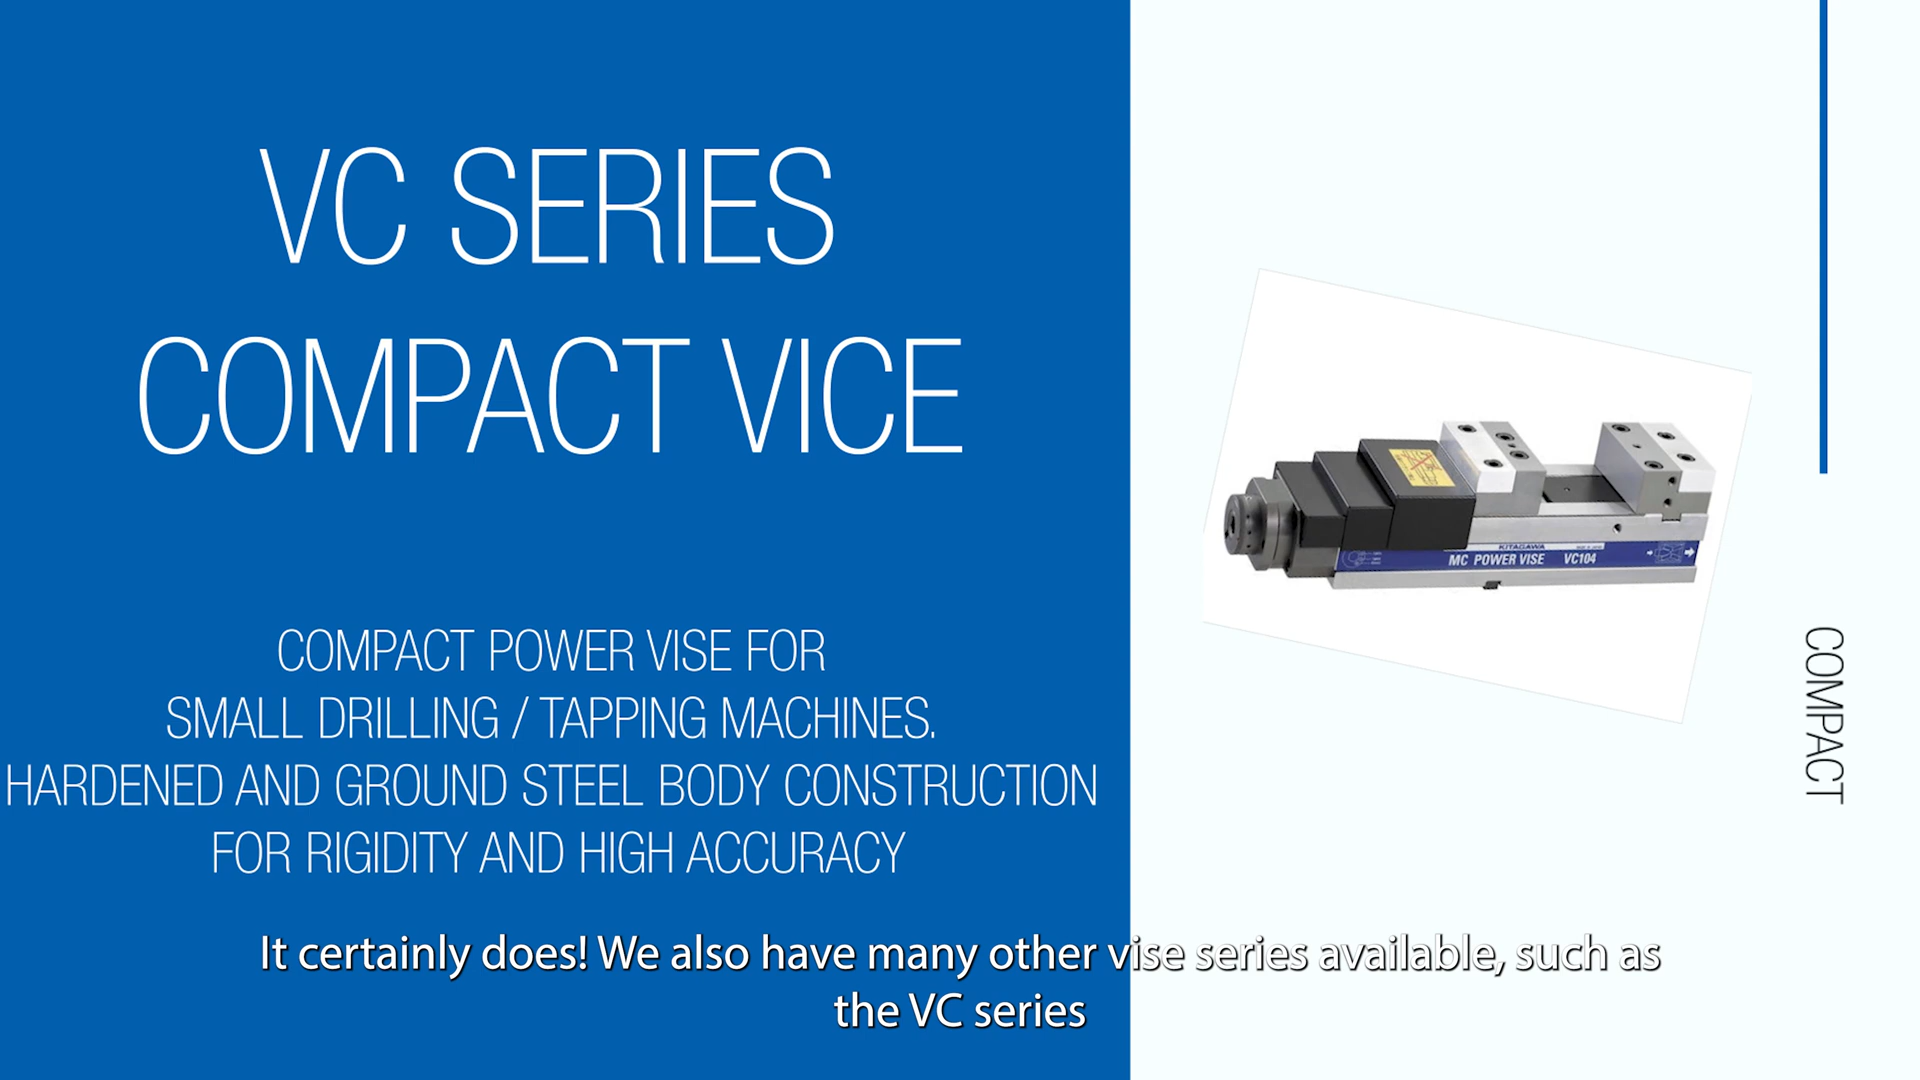 VC SERIES
COMPACT VICE
COMPACT POWER VISE FOR
SMALL DRILLING / TAPPING MACHINES.
HARDENED AND GROUND STEEL BODY CONSTRUCTION
FOR RIGIDITY AND HIGH ACCURACY
KITAGAWA
MC POWER VISE VC104
COMPACT
It certainly does! We also have many other vise series available, such as
the VC series